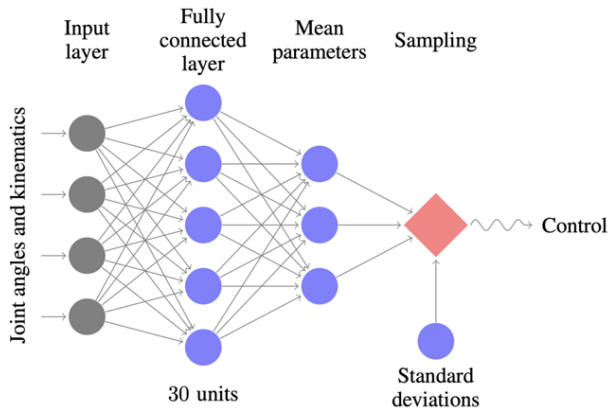 Input
layer
Fully
connected
layer
Mean
parameters
Sampling
Joint angles and kinematics
Control
30 units
Standard
deviations